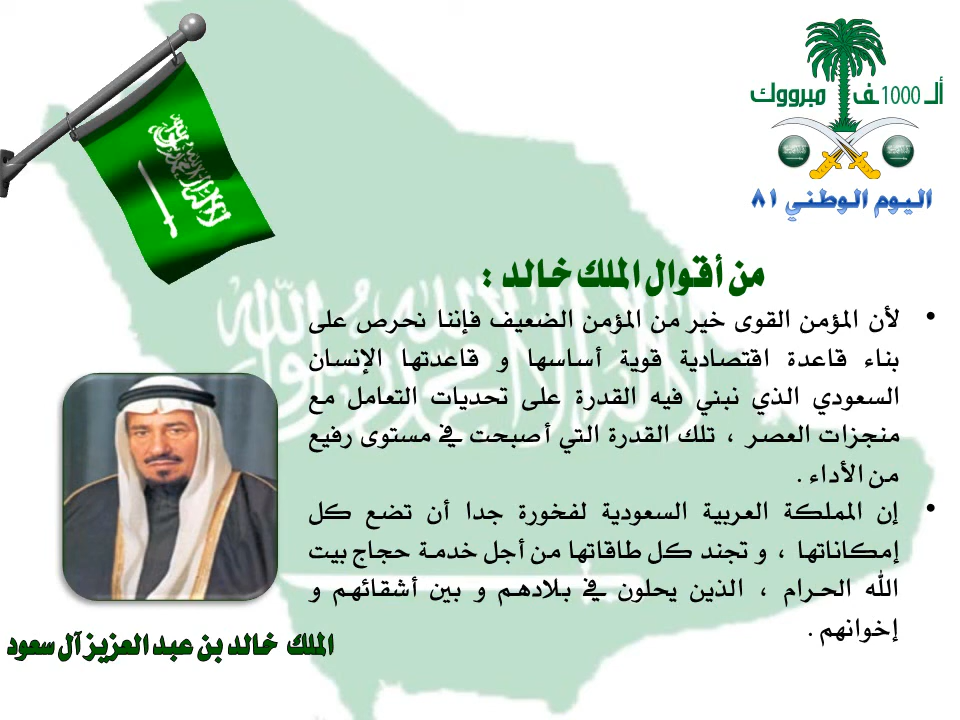 ألـ 1000 ـف مبرووك
اليوم الوطني ٨١
من أقوال الملك خالد :
• لأن المؤمن القوى خير من المؤمن الضعيف فإننا نحرص على
بناء قاعدة اقتصادية قوية أساسها و قاعدتها الإنسان
السعودي الذي نبني فيه القدرة على تحديات التعامل مع
منجزات العصر ، تلك القدرة التي أصبحت في مستوى رفيع
من الأداء .
• إن المملكة العربية السعودية لفخورة جدا أن تضع كل
إمكاناتها ، و تجند كل طاقاتها من أجل خدمة حجاج بيت
الله الحرام ، الذين يحلون في بلادهم و بين أشقائهم و
إخوانهم .
الملك خالد بن عبد العزيز آل سعود